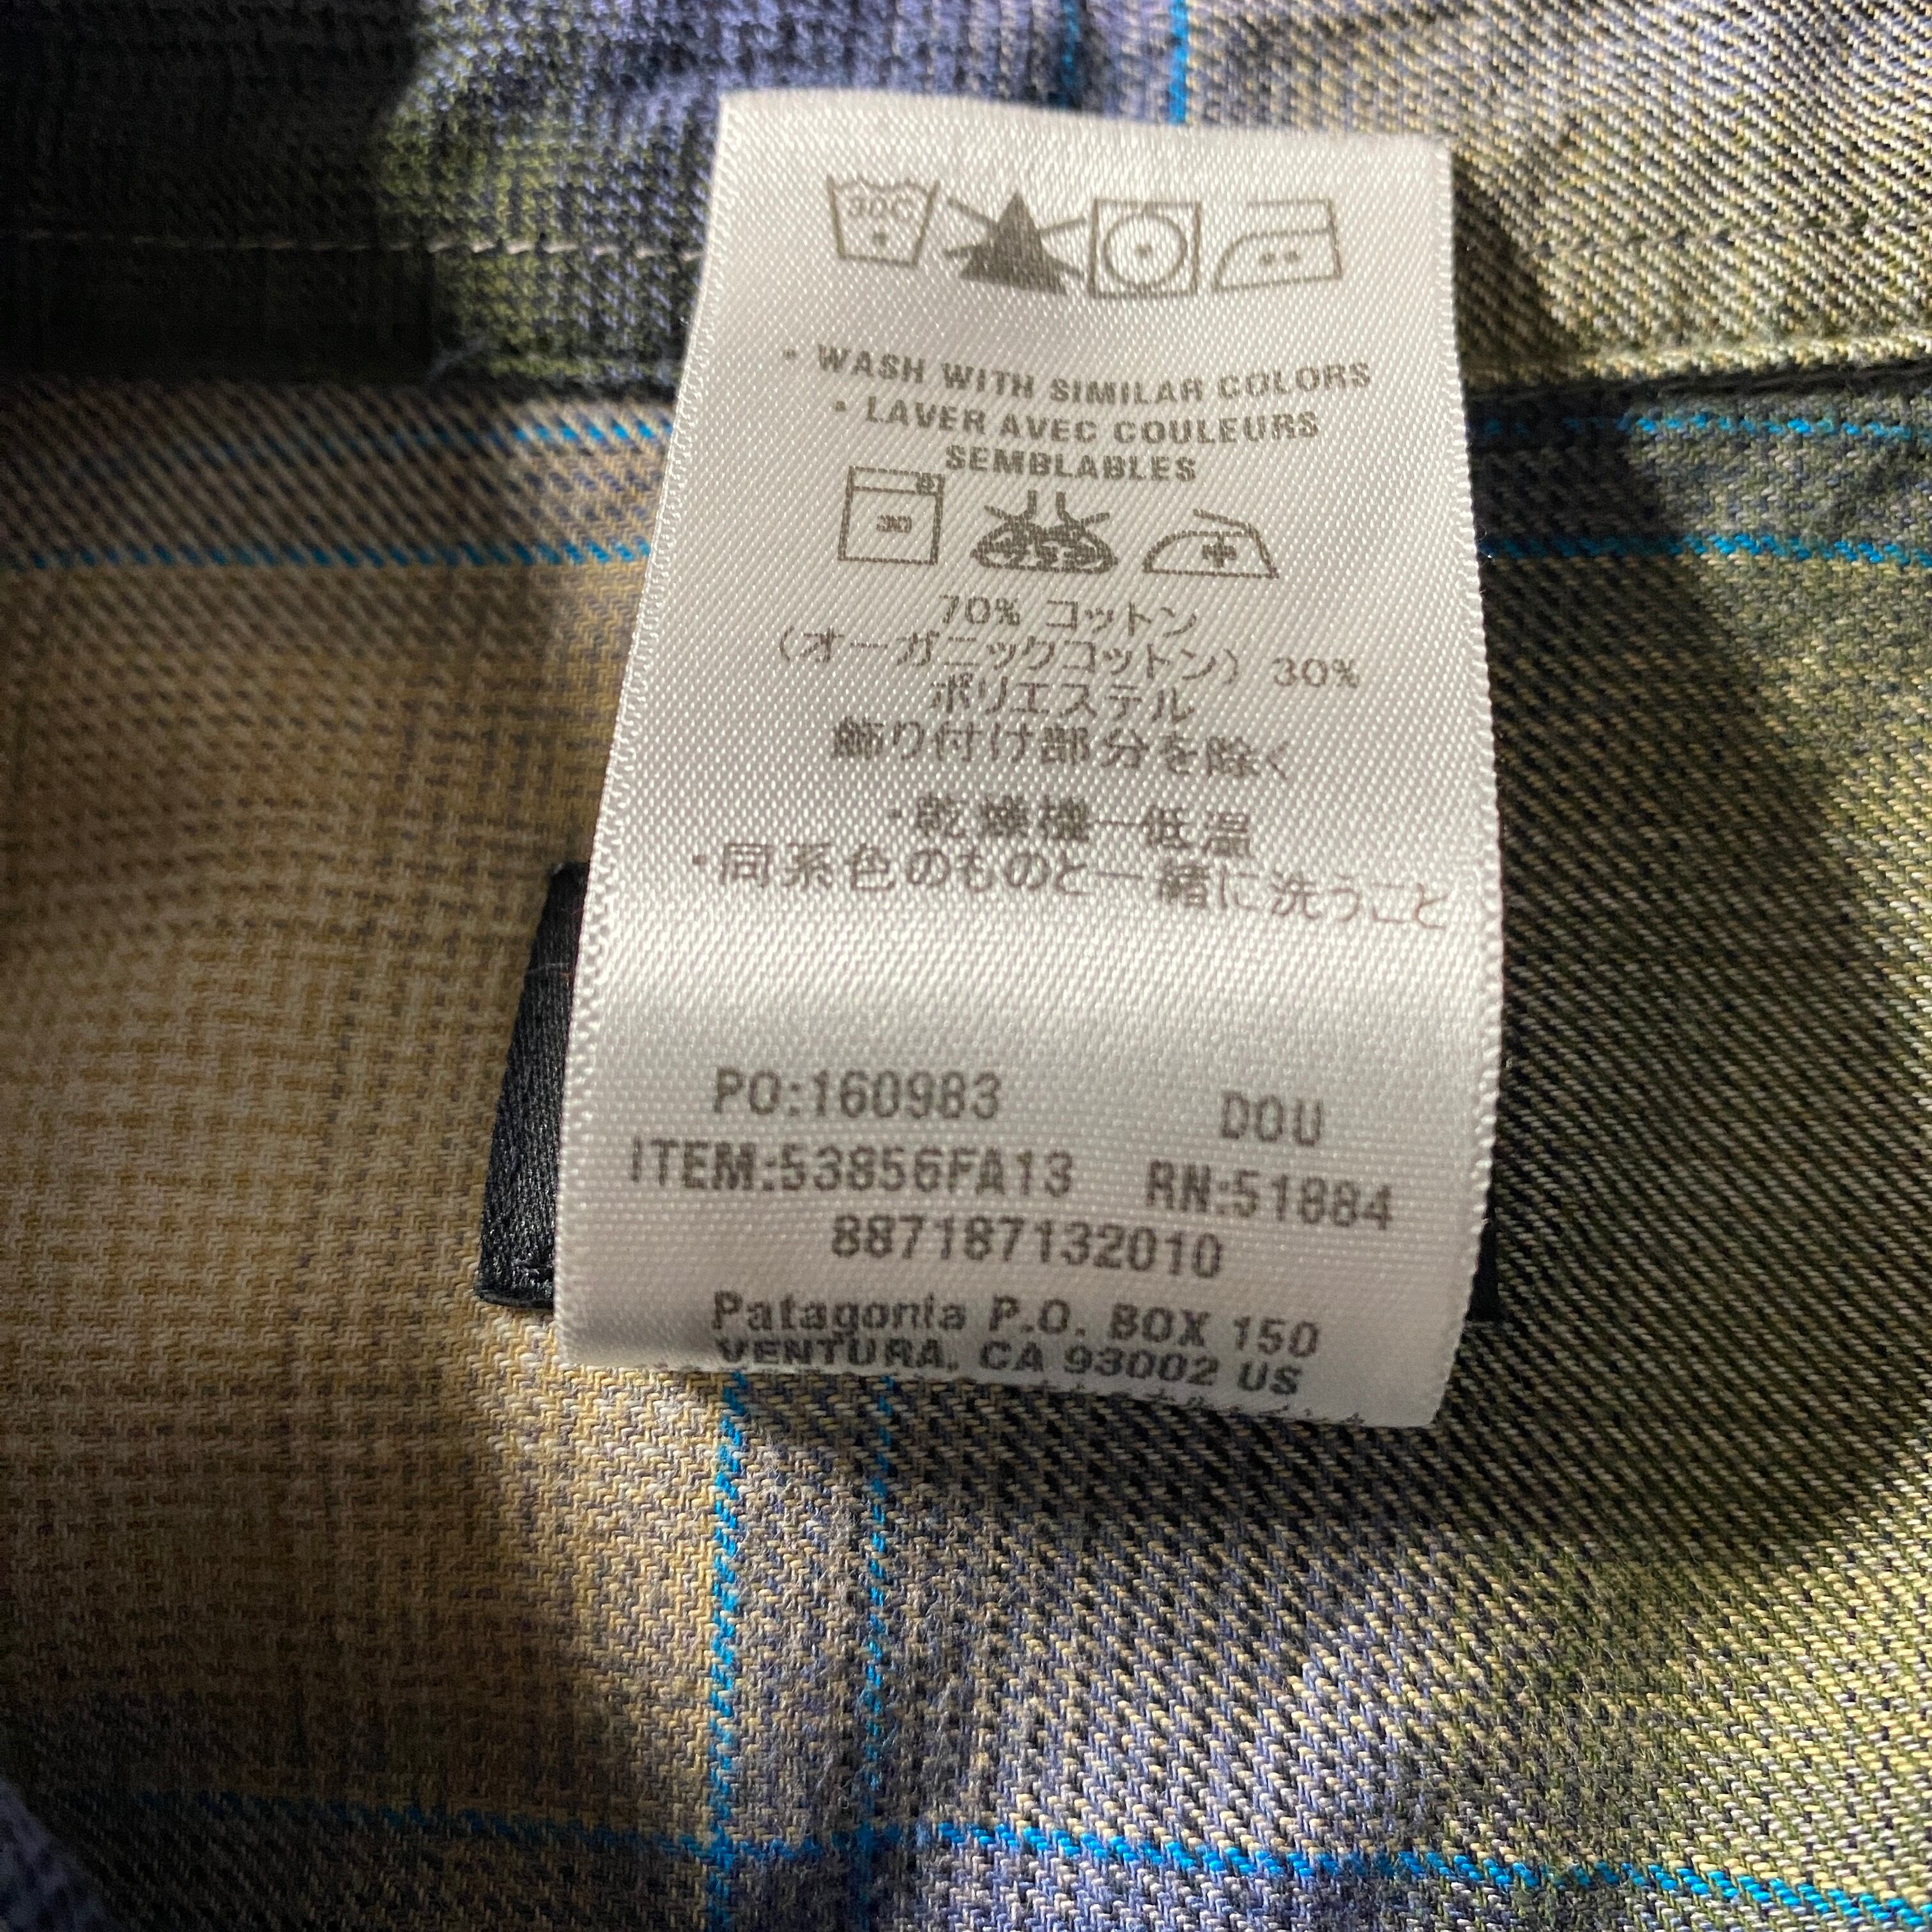 30C
• WASH WITH SIMILAR COLORS
• LAVER AVEC COULEURS
SEMBLABLES
30
70% コットン
(オーガニックコットン) 30%
ポリエステル
飾り付け部分を除く
・乾燥機一低温
・同系色のものと一緒に洗うこと
PO:160983 DOU
ITEM:53856FA13 RN:51884
887187132010
Patagonia P.O. BOX 150
VENTURA, CA 93002 US